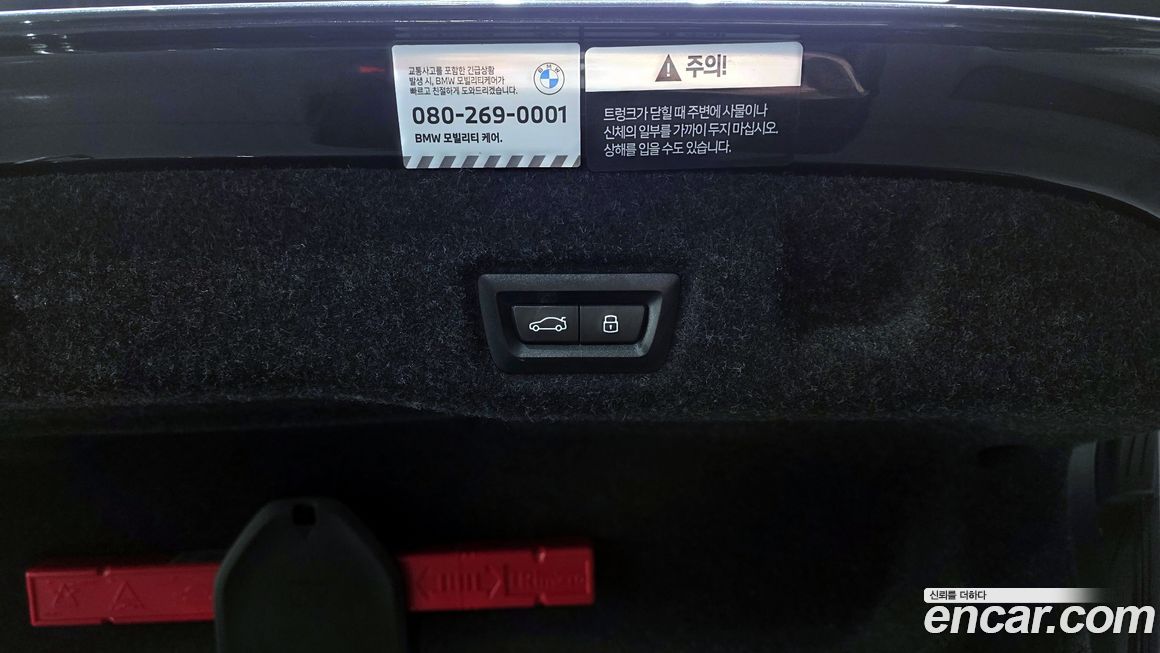 교통사고를 포함한 긴급상황
발생 시, BMW 모빌리티케어가
빠르고 친절하게 도와드리겠습니다.
BMW
080-269-0001
BMW 모빌리티 케어.
주의!
트렁크가 닫힐 때 주변에 사물이나
신체의 일부를 가까이 두지 마십시오.
상해를 입을 수도 있습니다.
신뢰를 더하다
encar.com